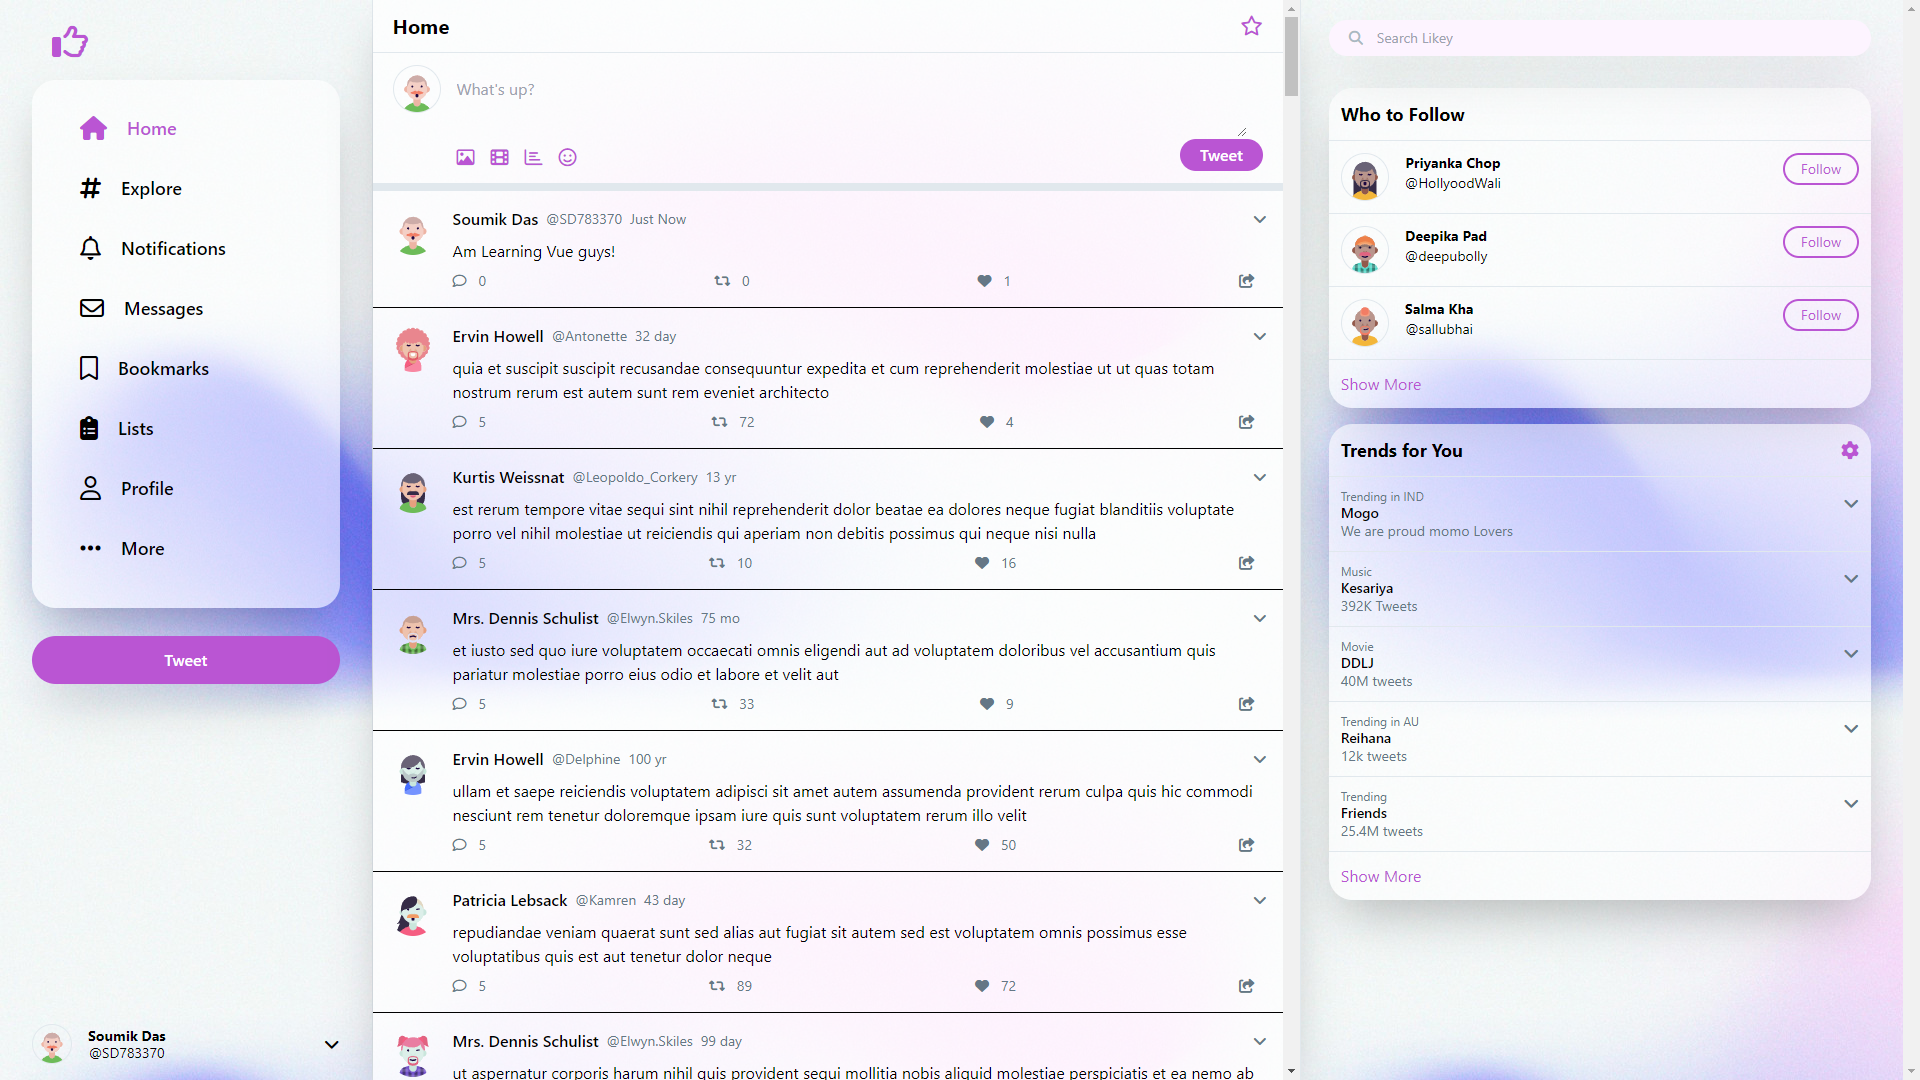 Home
Explore
Notifications
Messages
Bookmarks
Lists
Profile
More
Tweet
Soumik Das
@SD783370
Home
What's up?
Tweet
Soumik Das @SD783370 Just Now
Am Learning Vue guys!
0 0 1
Ervin Howell @Antonette 32 day
quia et suscipit suscipit recusandae consequuntur expedita et cum reprehenderit molestiae ut ut quas totam
nostrum rerum est autem sunt rem eveniet architecto
5 72 4
Kurtis Weissnat @Leopoldo_Corkery 13 yr
est rerum tempore vitae sequi sint nihil reprehenderit dolor beatae ea dolores neque fugiat blanditiis voluptate
porro vel nihil molestiae ut reiciendis qui aperiam non debitis possimus qui neque nisi nulla
5 10 16
Mrs. Dennis Schulist @Elwyn.Skiles 75 mo
et iusto sed quo iure voluptatem occaecati omnis eligendi aut ad voluptatem doloribus vel accusantium quis
pariatur molestiae porro eius odio et labore et velit aut
5 33 9
Ervin Howell @Delphine 100 yr
ullam et saepe reiciendis voluptatem adipisci sit amet autem assumenda provident rerum culpa quis hic commodi
nesciunt rem tenetur doloremque ipsam iure quis sunt voluptatem rerum illo velit
5 32 50
Patricia Lebsack @Kamren 43 day
repudiandae veniam quaerat sunt sed alias aut fugiat sit autem sed est voluptatem omnis possimus esse
voluptatibus quis est aut tenetur dolor neque
5 89 72
Mrs. Dennis Schulist @Elwyn.Skiles 99 day
ut aspernatur corporis harum nihil quis provident sequi mollitia nobis aliquid molestiae perspiciatis et ea nemo ab
Search Likey
Who to Follow
Priyanka Chop
@HollyoodWali
Follow
Deepika Pad
@deepubolly
Follow
Salma Kha
@sallubhai
Follow
Show More
Trends for You
Trending in IND
Mogo
We are proud momo Lovers
Music
Kesariya
392K Tweets
Movie
DDLJ
40M tweets
Trending in AU
Reihana
12k tweets
Trending
Friends
25.4M tweets
Show More